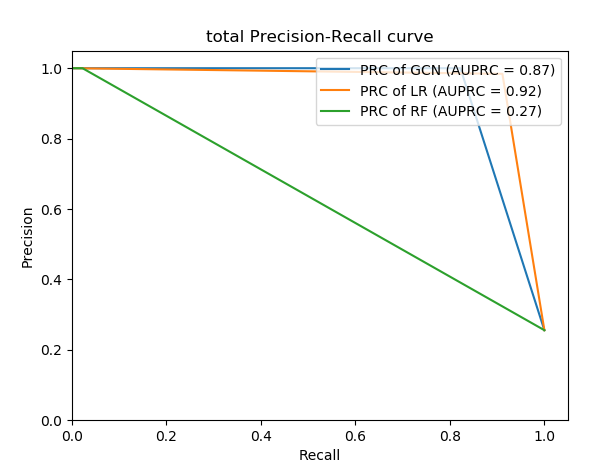 total Precision-Recall curve
PRC of GCN (AUPRC = 0.87)
PRC of LR (AUPRC = 0.92)
PRC of RF (AUPRC = 0.27)
Precision
1.0
0.8
0.6
0.4
0.2
0.0
0.0 0.2 0.4 0.6 0.8 1.0
Recall